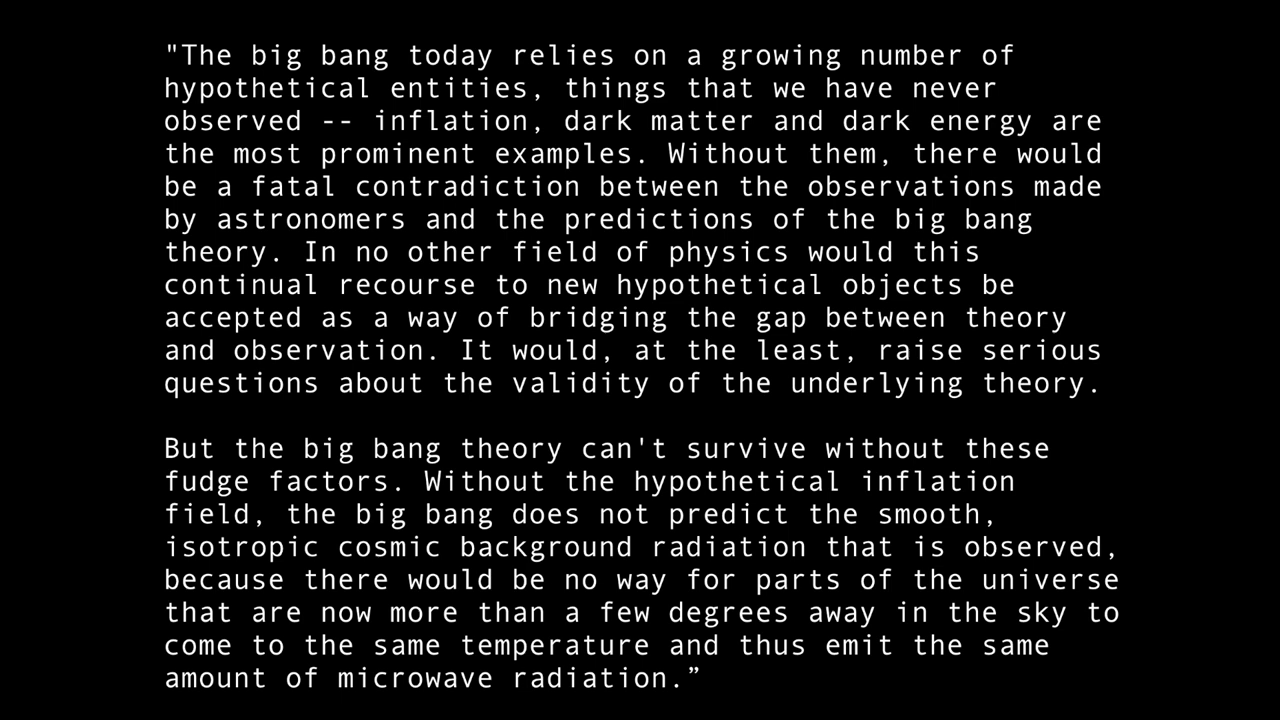 "The big bang today relies on a growing number of
hypothetical entities, things that we have never
observed -- inflation, dark matter and dark energy are
the most prominent examples. Without them, there would
be a fatal contradiction between the observations made
by astronomers and the predictions of the big bang
theory. In no other field of physics would this
continual recourse to new hypothetical objects be
accepted as a way of bridging the gap between theory
and observation. It would, at the least, raise serious
questions about the validity of the underlying theory.
But the big bang theory can't survive without these
fudge factors. Without the hypothetical inflation
field, the big bang does not predict the smooth,
isotropic cosmic background radiation that is observed,
because there would be no way for parts of the universe
that are now more than a few degrees away in the sky to
come to the same temperature and thus emit the same
amount of microwave radiation.”